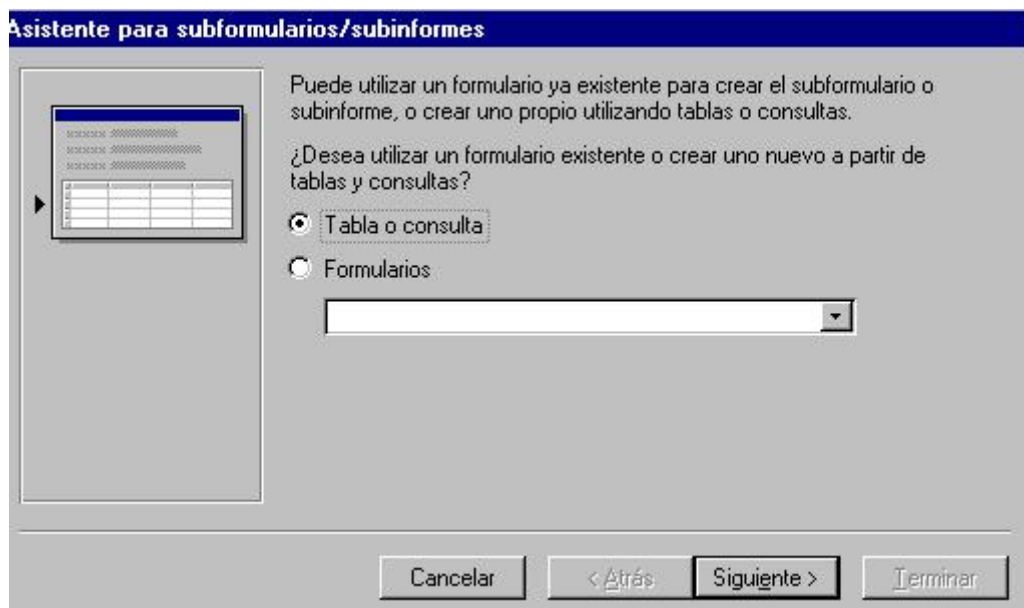 Asistente para subformularios/subinformes
Puede utilizar un formulario ya existente para crear el subformulario o
subinforme, o crear uno propio utilizando tablas o consultas.
¿Desea utilizar un formulario existente o crear uno nuevo a partir de
tablas y consultas?
Tabla o consulta
Formularios
Cancelar
< Atrás
Siguiente >
Terminar